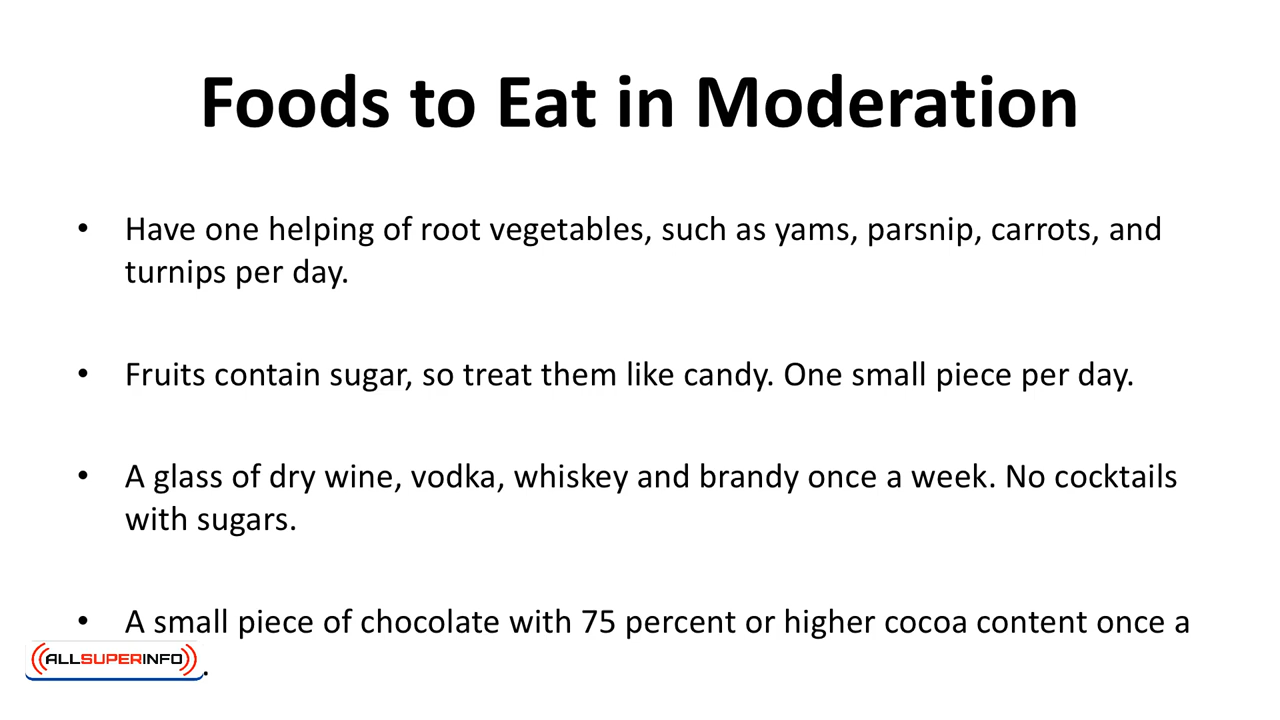 Foods to Eat in Moderation
• Have one helping of root vegetables, such as yams, parsnip, carrots, and
turnips per day.
• Fruits contain sugar, so treat them like candy. One small piece per day.
• A glass of dry wine, vodka, whiskey and brandy once a week. No cocktails
with sugars.
• A small piece of chocolate with 75 percent or higher cocoa content once a
.
ALLSUPERINFO